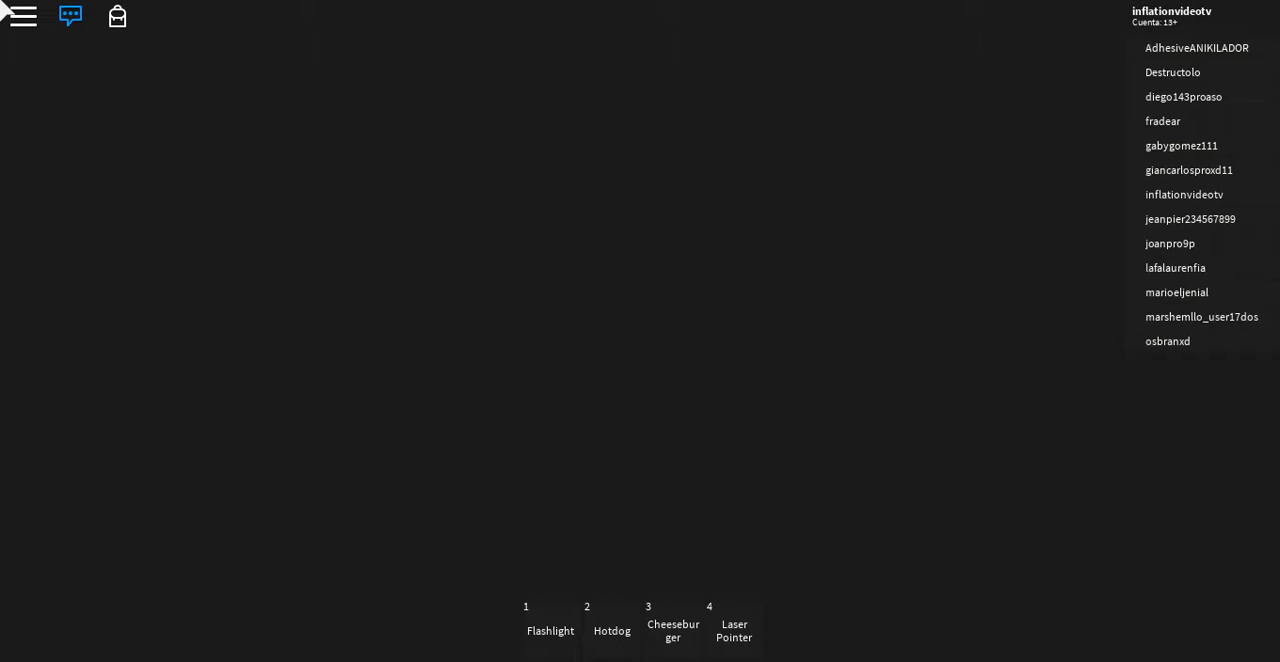 inflationvideotv
Cuenta: 13+
AdhesiveANIKILADOR
Destructolo
diego143proaso
fradear
gabygomez111
giancarlosproxd11
inflationvideotv
jeanpier234567899
joanpro9p
lafalaurenfia
marioeljenial
marshemllo_user17dos
osbranxd
1
Flashlight
2
Hotdog
3
Cheesebur
ger
4
Laser
Pointer